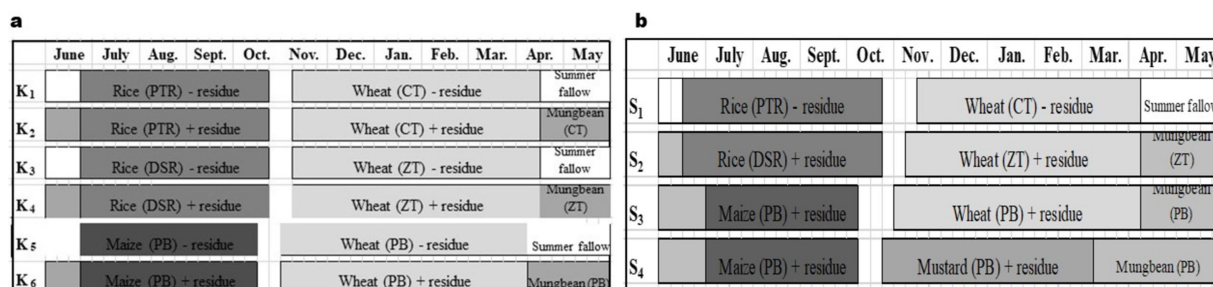 a
June July Aug. Sept. Oct. Nov. Dec. Jan. Feb. Mar. Apr. May
K1 Rice (PTR) - residue Wheat (CT) - residue Summer fallow
K2 Rice (PTR) + residue Wheat (CT) + residue Mungbean (CT)
K3 Rice (DSR) - residue Wheat (ZT) - residue Summer fallow
K4 Rice (DSR) + residue Wheat (ZT) + residue Mungbean (ZT)
K5 Maize (PB) - residue Wheat (PB) - residue Summer fallow
K6 Maize (PB) + residue Wheat (PB) + residue Mungbean (PB)
b
June July Aug. Sept. Oct. Nov. Dec. Jan. Feb. Mar. Apr. May
S1 Rice (PTR) - residue Wheat (CT) - residue Summer fallow
S2 Rice (DSR) + residue Wheat (ZT) + residue Mungbean (ZT)
S3 Maize (PB) + residue Wheat (PB) + residue Mungbean (PB)
S4 Maize (PB) + residue Mustard (PB) + residue Mungbean (PB)